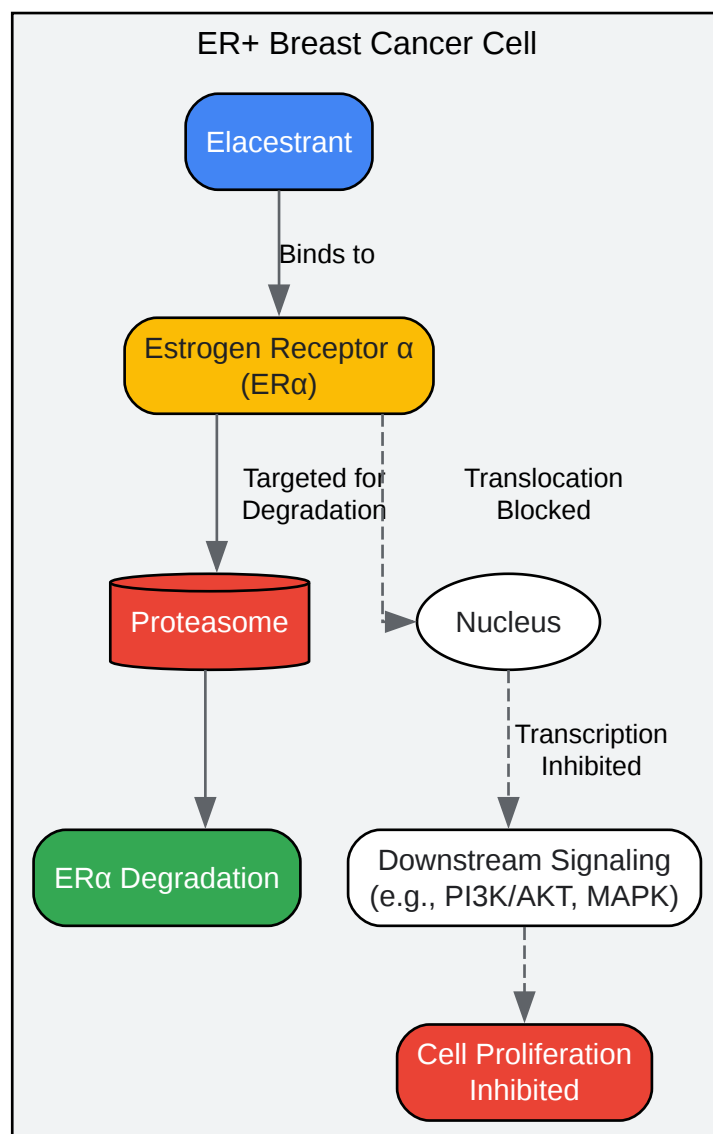 ER+ Breast Cancer Cell
Elacestrant
Binds to
Estrogen Receptor α
(ERα)
Targeted for
Degradation
Translocation
Blocked
Proteasome
Nucleus
Transcription
Inhibited
ERα Degradation
Downstream Signaling
(e.g., PI3K/AKT, MAPK)
Cell Proliferation
Inhibited